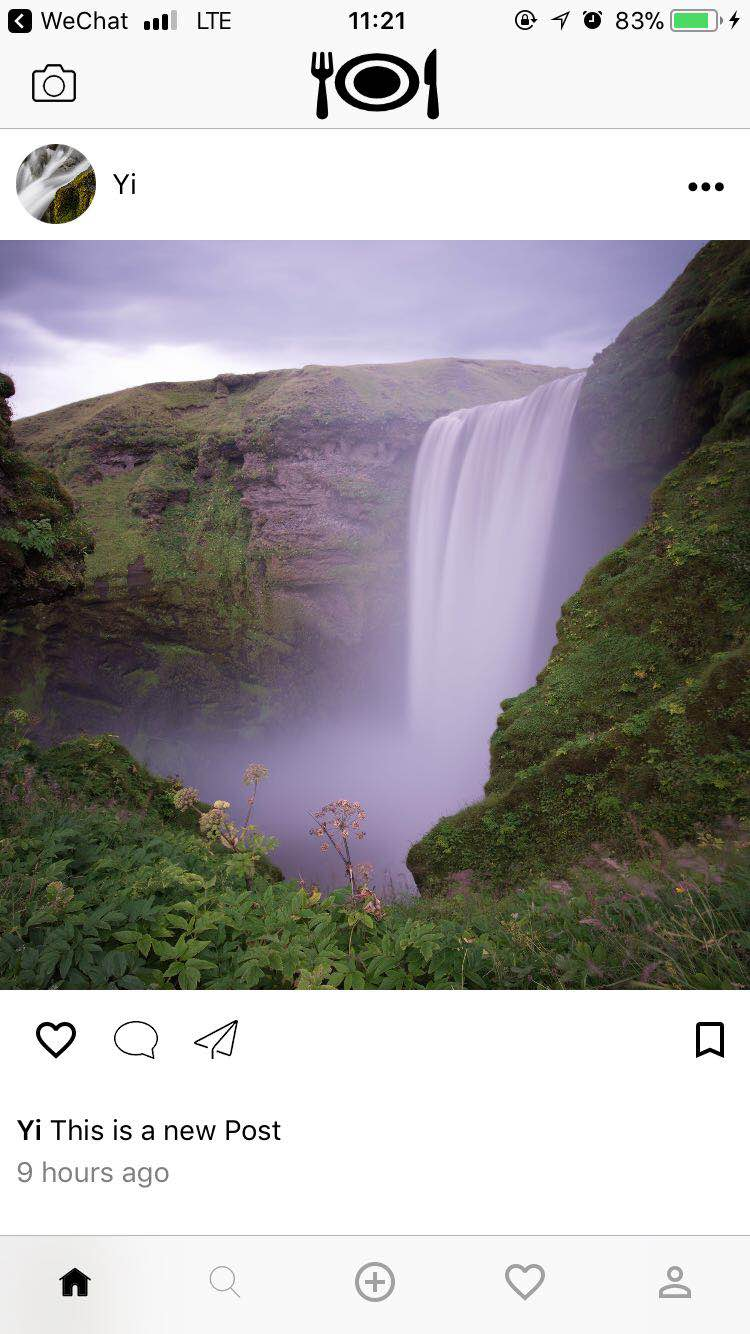 WeChat LTE 11:21 83%
Yi
Yi This is a new Post
9 hours ago